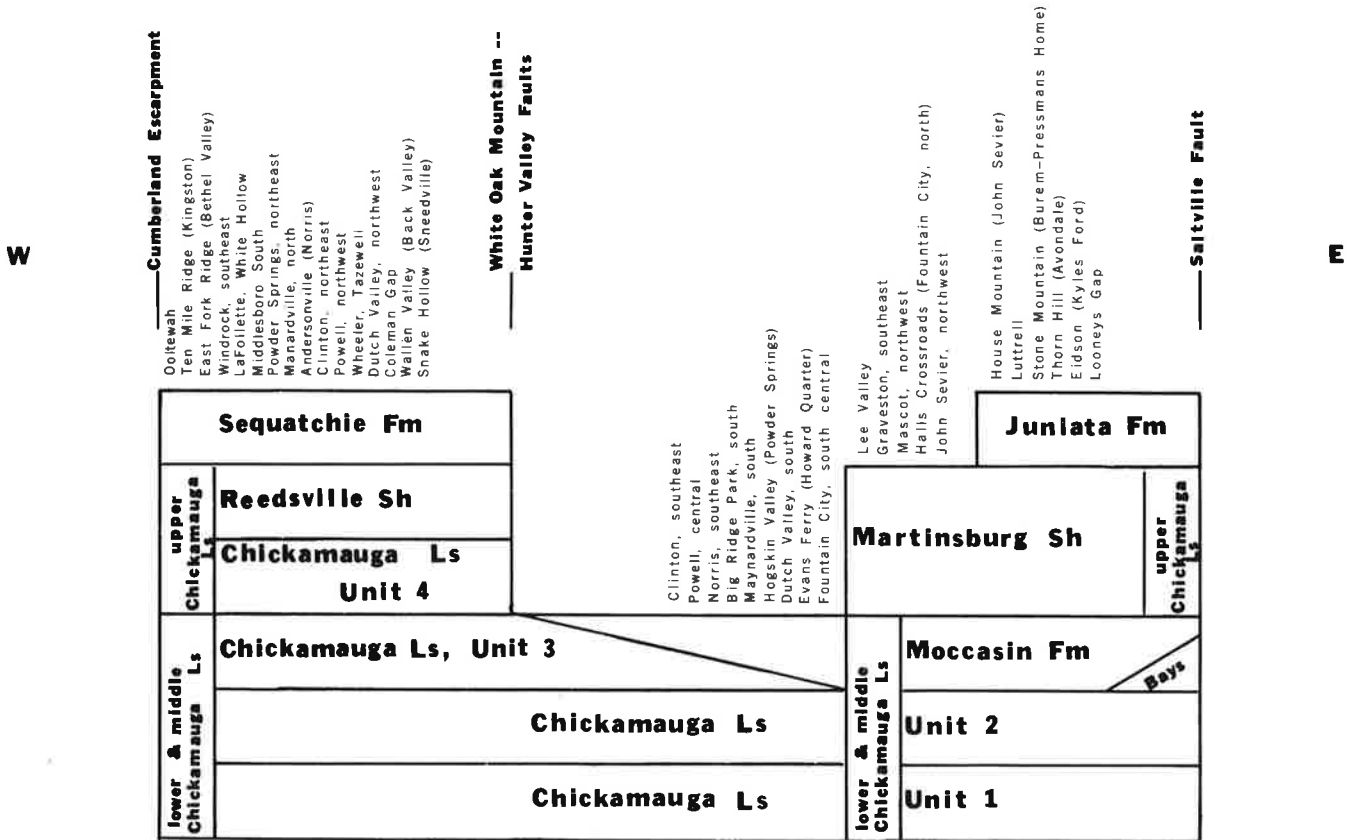 W
Cumberland Escarpment
Ooltewah
Ten Mile Ridge (Kingston)
East Fork Ridge (Bethel Valley)
Windrock, southeast
LaFollette, White Hollow
Middlesboro South
Powder Springs, northeast
Manardville, north
Andersonville (Norris)
Clinton, northeast
Powell, northwest
Wheeler, Tazewell
Dutch Valley, northwest
Coleman Gap
Wallen Valley (Back Valley)
Snake Hollow (Sneedville)
White Oak Mountain --
Hunter Valley Faults
Clinton, southeast
Powell, central
Norris, southeast
Big Ridge Park, south
Maynardville, south
Hogskin Valley (Powder Springs)
Dutch Valley, south
Evans Ferry (Howard Quarter)
Fountain City, south central
Lee Valley
Graveston, southeast
Mascot, northwest
Halls Crossroads (Fountain City, north)
John Sevier, northwest
House Mountain (John Sevier)
Luttrell
Stone Mountain (Burem-Pressmans Home)
Thorn Hill (Avondale)
Eidson (Kyles Ford)
Looneys Gap
Saltville Fault
E
Sequatchie Fm
Juniata Fm
upper
Chickamauga
Ls
Reedsville Sh
Chickamauga Ls
Unit 4
Martinsburg Sh
upper
Chickamauga
Ls
lower & middle
Chickamauga Ls
Chickamauga Ls, Unit 3
Chickamauga Ls
Chickamauga Ls
lower & middle
Chickamauga Ls
Moccasin Fm
Bays
Unit 2
Unit 1